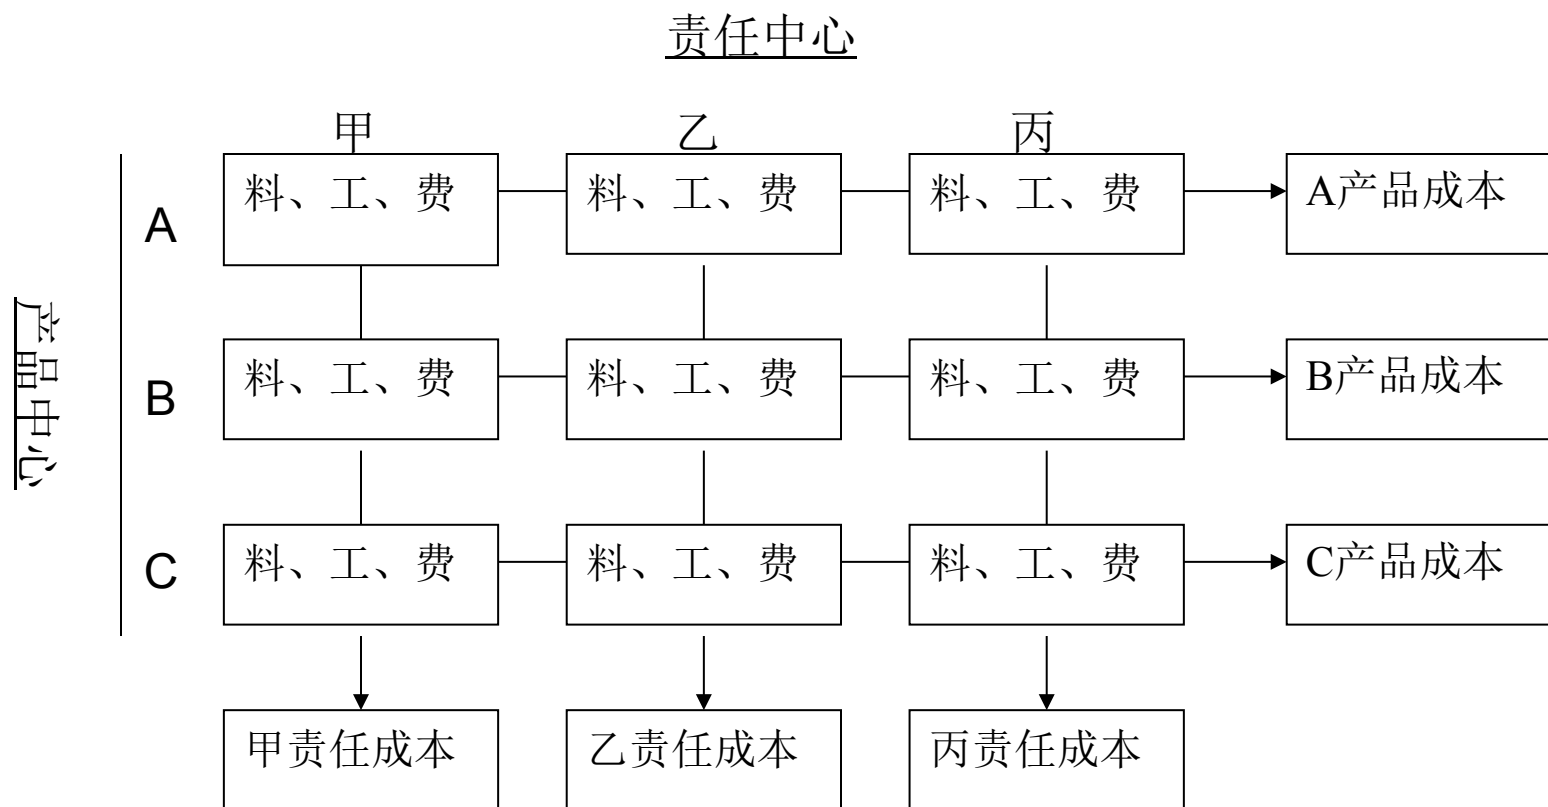 责任中心
甲 乙 丙
产品中心
A 料、工、费 料、工、费 料、工、费 A产品成本
B 料、工、费 料、工、费 料、工、费 B产品成本
C 料、工、费 料、工、费 料、工、费 C产品成本
甲责任成本 乙责任成本 丙责任成本